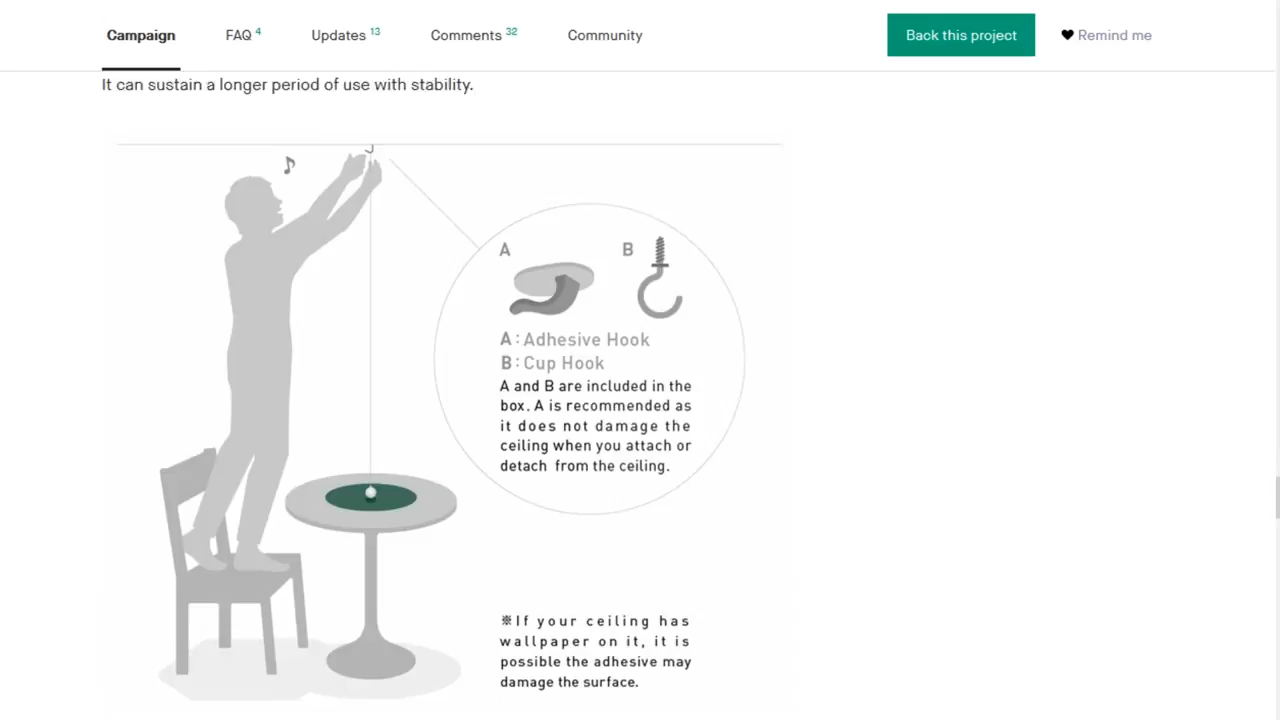 Campaign FAQ 4 Updates 13 Comments 32 Community Back this project Remind me
It can sustain a longer period of use with stability.
A B
A : Adhesive Hook
B : Cup Hook
A and B are included in the
box. A is recommended as
it does not damage the
ceiling when you attach or
detach from the ceiling.
※If your ceiling has
wallpaper on it, it is
possible the adhesive may
damage the surface.